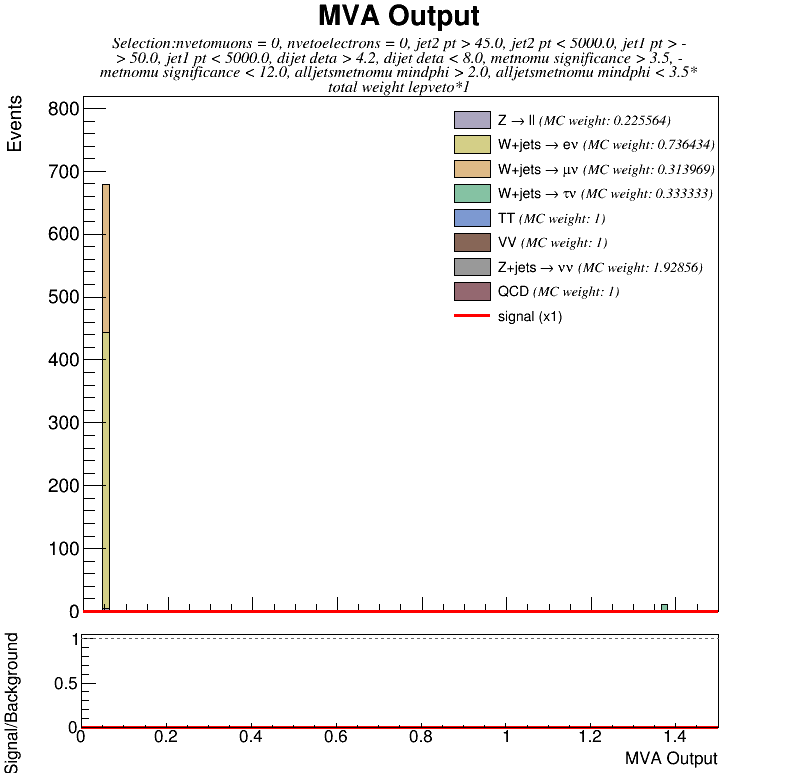 MVA Output
Selection:nvetomuons = 0, nvetoelectrons = 0, jet2 pt > 45.0, jet2 pt < 5000.0, jet1 pt > -
> 50.0, jet1 pt < 5000.0, dijet deta > 4.2, dijet deta < 8.0, metnomu significance > 3.5, -
metnomu significance < 12.0, alljetsmetnomu mindphi > 2.0, alljetsmetnomu mindphi < 3.5*
total weight lepveto*1
Events
800
700
600
500
400
300
200
100
0
Z → ll (MC weight: 0.225564)
W+jets → eν (MC weight: 0.736434)
W+jets → μν (MC weight: 0.313969)
W+jets → τν (MC weight: 0.333333)
TT (MC weight: 1)
VV (MC weight: 1)
Z+jets → νν (MC weight: 1.92856)
QCD (MC weight: 1)
signal (x1)
Signal/Background
1
0.5
0
0 0.2 0.4 0.6 0.8 1 1.2 1.4
MVA Output